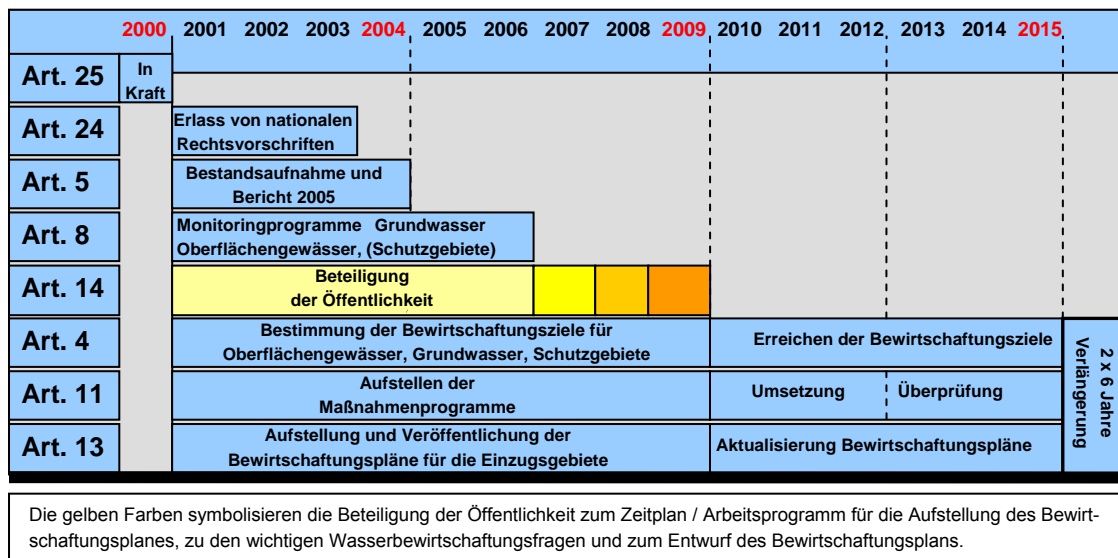 2000 2001 2002 2003 2004 2005 2006 2007 2008 2009 2010 2011 2012 2013 2014 2015
Art. 25
In
Kraft
Art. 24
Erlass von nationalen
Rechtsvorschriften
Art. 5
Bestandsaufnahme und
Bericht 2005
Art. 8
Monitoringprogramme Grundwasser
Oberflächengewässer, (Schutzgebiete)
Art. 14
Beteiligung
der Öffentlichkeit
Art. 4
Bestimmung der Bewirtschaftungsziele für
Oberflächengewässer, Grundwasser, Schutzgebiete
Erreichen der Bewirtschaftungsziele
Art. 11
Aufstellen der
Maßnahmenprogramme
Umsetzung
Überprüfung
Art. 13
Aufstellung und Veröffentlichung der
Bewirtschaftungspläne für die Einzugsgebiete
Aktualisierung Bewirtschaftungspläne
2 x 6 Jahre
Verlängerung
Die gelben Farben symbolisieren die Beteiligung der Öffentlichkeit zum Zeitplan / Arbeitsprogramm für die Aufstellung des Bewirt-
schaftungsplanes, zu den wichtigen Wasserbewirtschaftungsfragen und zum Entwurf des Bewirtschaftungsplans.